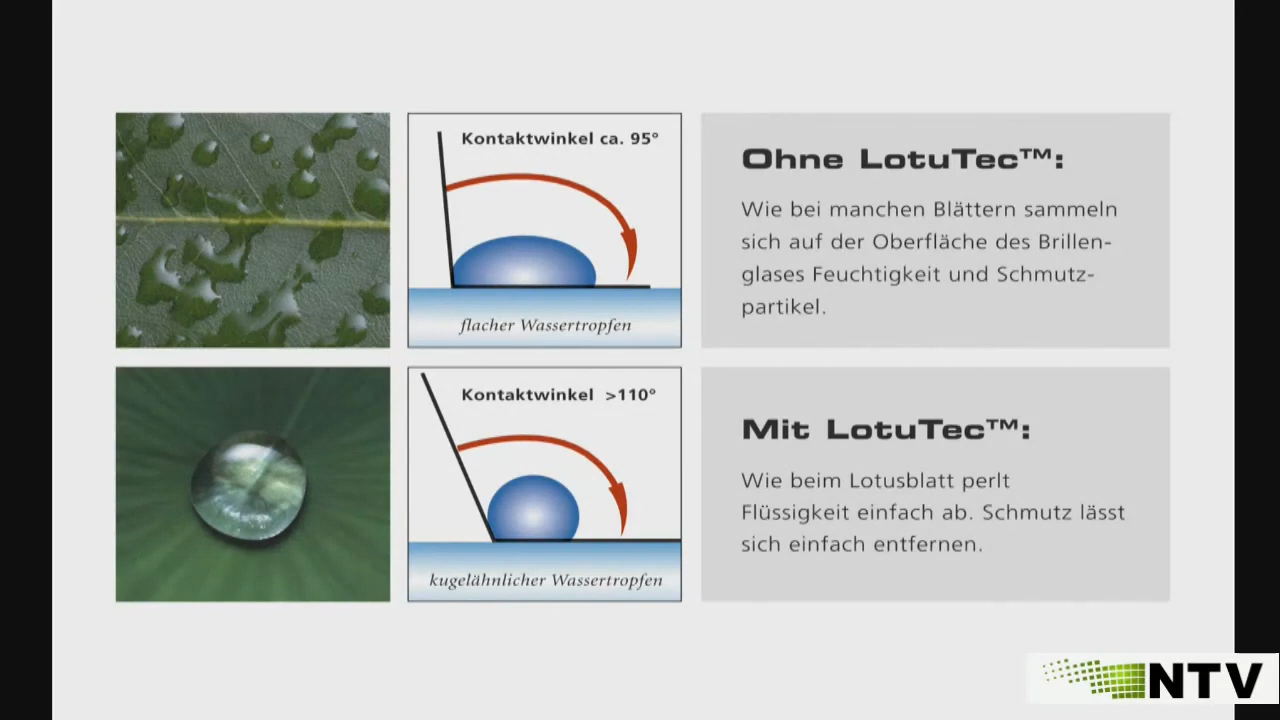 Kontaktwinkel ca. 95°
flacher Wassertropfen
Ohne LotuTec™:
Wie bei manchen Blättern sammeln
sich auf der Oberfläche des Brillen-
glases Feuchtigkeit und Schmutz-
partikel.
Kontaktwinkel >110°
kugelähnlicher Wassertropfen
Mit LotuTec™:
Wie beim Lotusblatt perlt
Flüssigkeit einfach ab. Schmutz lässt
sich einfach entfernen.
NTV